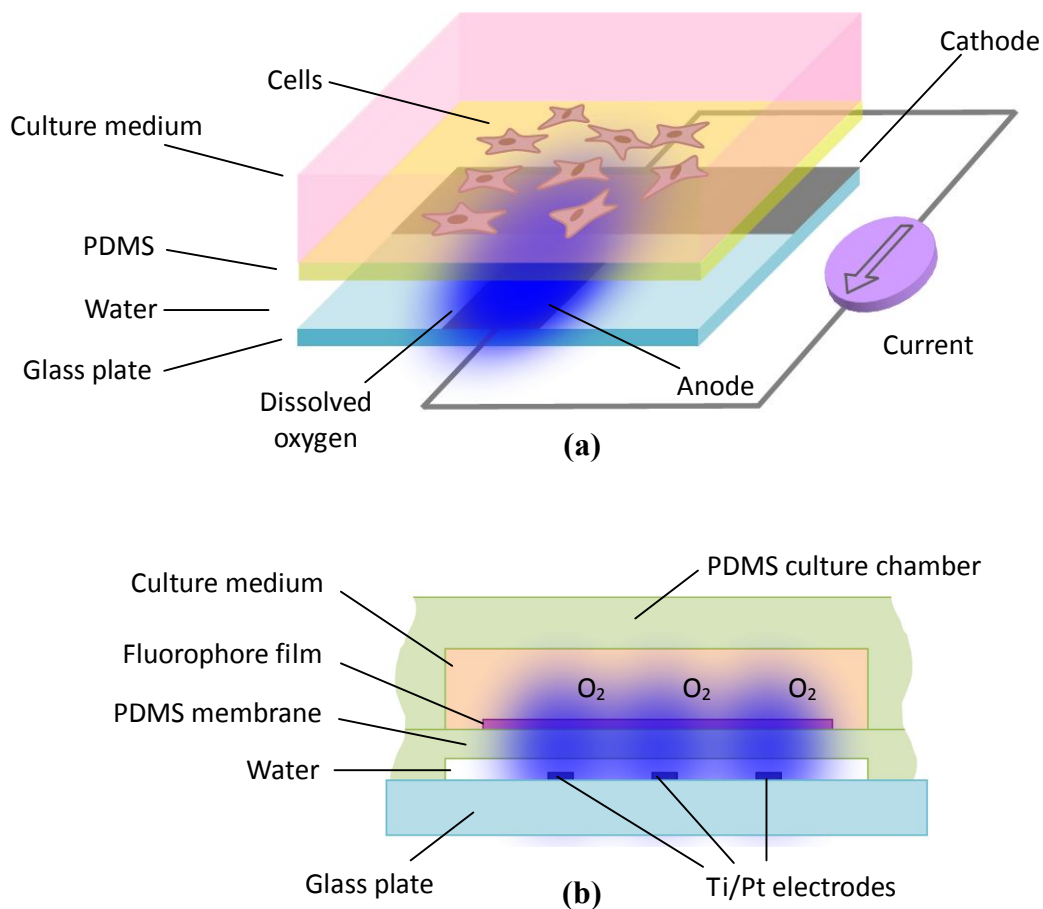 Cathode
Cells
Culture medium
PDMS
Water
Glass plate
Current
Anode
Dissolved
oxygen
(a)
PDMS culture chamber
Culture medium
Fluorophore film
O₂ O₂ O₂
PDMS membrane
Water
Glass plate
Ti/Pt electrodes
(b)